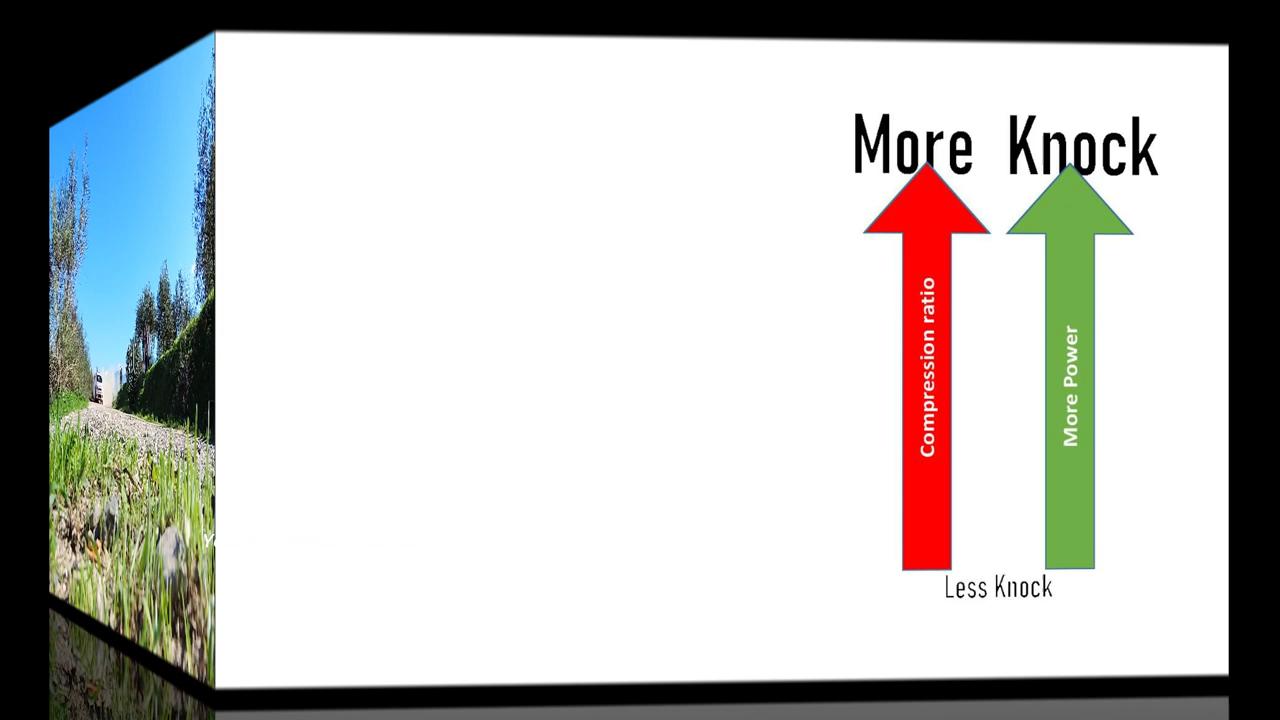 More Knock
Compression ratio
More Power
Less Knock